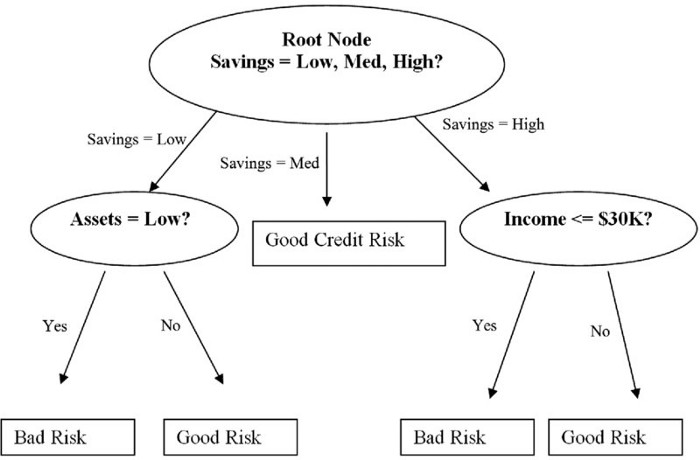 Root Node
Savings = Low, Med, High?
Savings = Low
Savings = Med
Savings = High
Assets = Low?
Good Credit Risk
Income <= $30K?
Yes
No
Yes
No
Bad Risk
Good Risk
Bad Risk
Good Risk